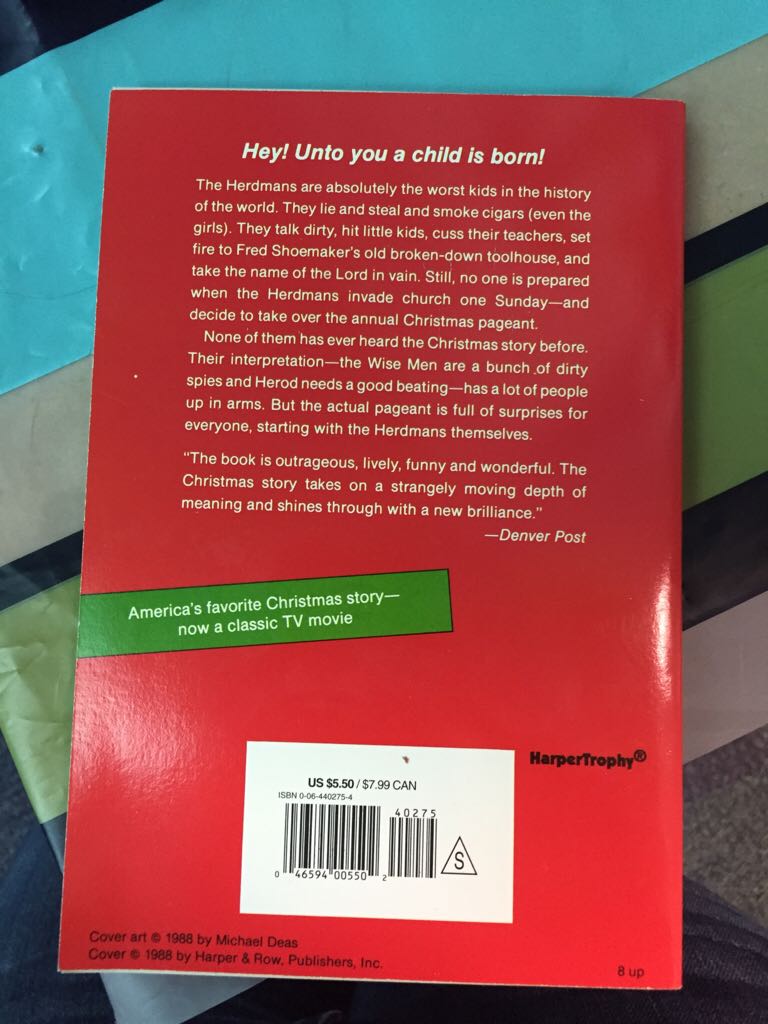 Hey! Unto you a child is born!
The Herdmans are absolutely the worst kids in the history
of the world. They lie and steal and smoke cigars (even the
girls). They talk dirty, hit little kids, cuss their teachers, set
fire to Fred Shoemaker's old broken-down toolhouse, and
take the name of the Lord in vain. Still, no one is prepared
when the Herdmans invade church one Sunday—and
decide to take over the annual Christmas pageant.
None of them has ever heard the Christmas story before.
Their interpretation—the Wise Men are a bunch of dirty
spies and Herod needs a good beating—has a lot of people
up in arms. But the actual pageant is full of surprises for
everyone, starting with the Herdmans themselves.
"The book is outrageous, lively, funny and wonderful. The
Christmas story takes on a strangely moving depth of
meaning and shines through with a new brilliance."
—Denver Post
America's favorite Christmas story—
now a classic TV movie
HarperTrophy®
US $5.50 / $7.99 CAN
ISBN 0-06-440275-4
40275
S
0 46594 00550 2
Cover art © 1988 by Michael Deas
Cover © 1988 by Harper & Row, Publishers, Inc.
8 up